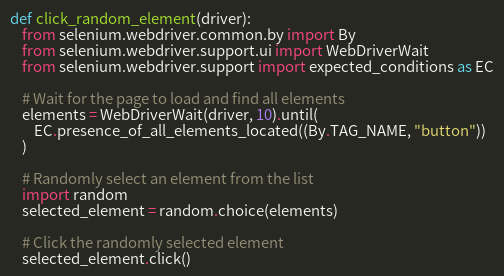 def click_random_element(driver):
    from selenium.webdriver.common.by import By
    from selenium.webdriver.support.ui import WebDriverWait
    from selenium.webdriver.support import expected_conditions as EC

    # Wait for the page to load and find all elements
    elements = WebDriverWait(driver, 10).until(
        EC.presence_of_all_elements_located((By.TAG_NAME, "button"))
    )

    # Randomly select an element from the list
    import random
    selected_element = random.choice(elements)

    # Click the randomly selected element
    selected_element.click()